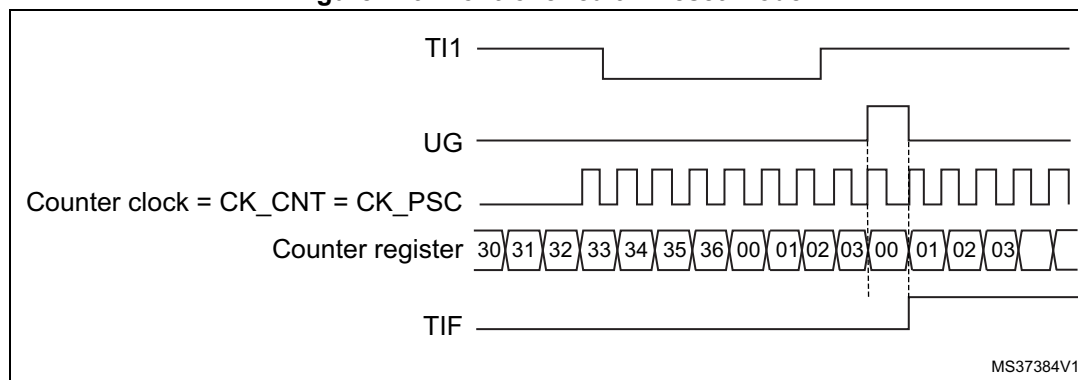 TI1
UG
Counter clock = CK_CNT = CK_PSC
Counter register 30 31 32 33 34 35 36 00 01 02 03 00 01 02 03
TIF
MS37384V1